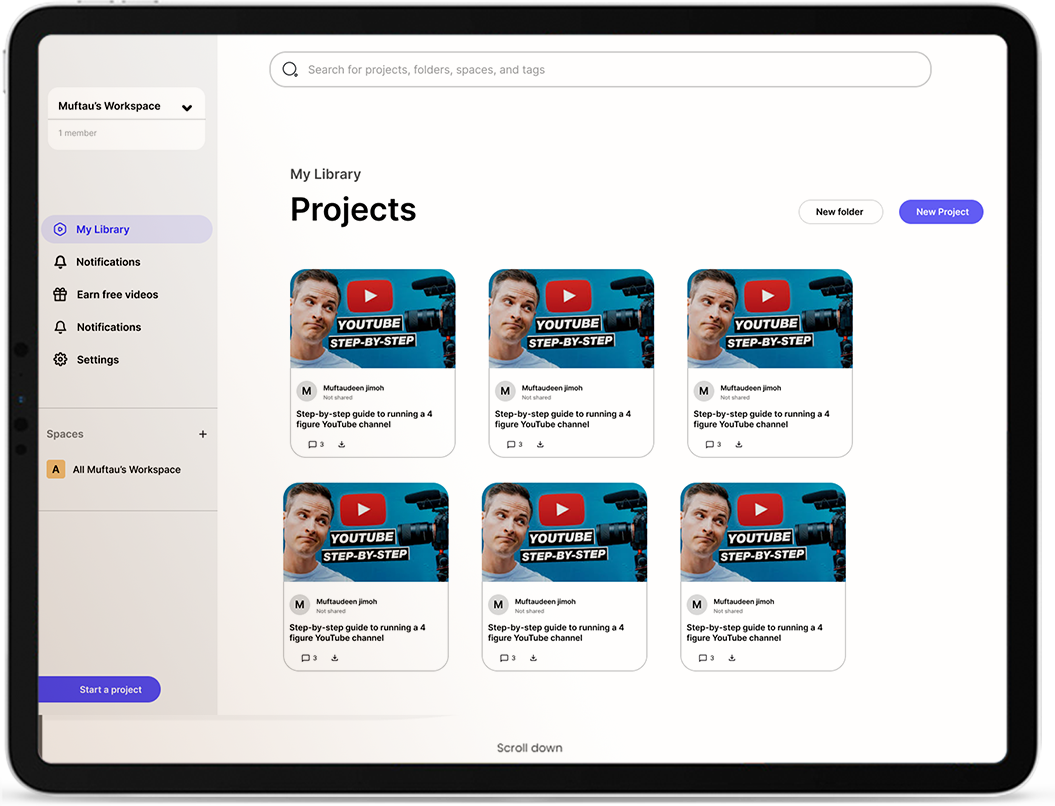 Search for projects, folders, spaces, and tags
Muftau's Workspace
1 member
My Library
Notifications
Earn free videos
Notifications
Settings
Spaces +
A All Muftau's Workspace
Start a project
My Library
Projects
New folder
New Project
YOUTUBE
STEP-BY-STEP
M Muftaudeen jimoh
Not shared
Step-by-step guide to running a 4
figure YouTube channel
3
YOUTUBE
STEP-BY-STEP
M Muftaudeen jimoh
Not shared
Step-by-step guide to running a 4
figure YouTube channel
3
YOUTUBE
STEP-BY-STEP
M Muftaudeen jimoh
Not shared
Step-by-step guide to running a 4
figure YouTube channel
3
YOUTUBE
STEP-BY-STEP
M Muftaudeen jimoh
Not shared
Step-by-step guide to running a 4
figure YouTube channel
3
YOUTUBE
STEP-BY-STEP
M Muftaudeen jimoh
Not shared
Step-by-step guide to running a 4
figure YouTube channel
3
YOUTUBE
STEP-BY-STEP
M Muftaudeen jimoh
Not shared
Step-by-step guide to running a 4
figure YouTube channel
3
Scroll down